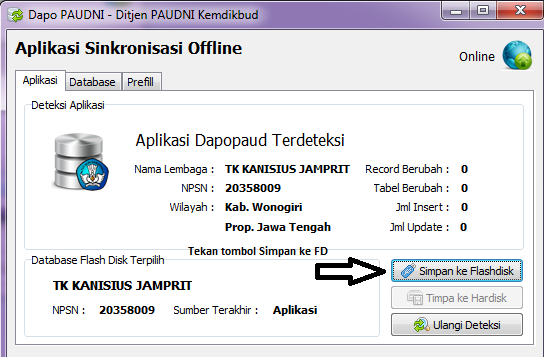 Dapo PAUDNI - Ditjen PAUDNI Kemdikbud
Aplikasi Sinkronisasi Offline
Online
Aplikasi Database Prefill
Deteksi Aplikasi
Aplikasi Dapopaud Terdeteksi
Nama Lembaga : TK KANISIUS JAMPRIT Record Berubah : 0
NPSN : 20358009 Tabel Berubah : 0
Wilayah : Kab. Wonogiri Jml Insert : 0
Prop. Jawa Tengah Jml Update : 0
Tekan tombol Simpan ke FD
Database Flash Disk Terpilih
Simpan ke Flashdisk
TK KANISIUS JAMPRIT
Timpa ke Hardisk
NPSN : 20358009 Sumber Terakhir : Aplikasi
Ulangi Deteksi